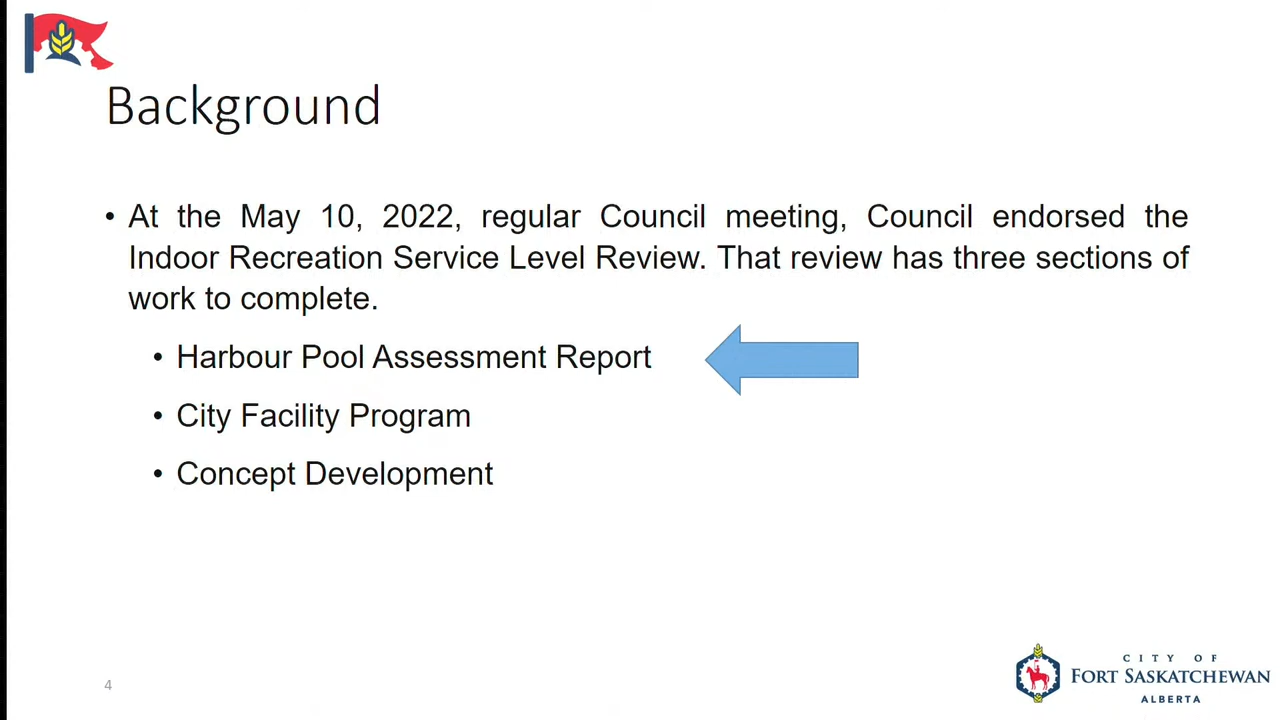 Background
• At the May 10, 2022, regular Council meeting, Council endorsed the
Indoor Recreation Service Level Review. That review has three sections of
work to complete.
• Harbour Pool Assessment Report
• City Facility Program
• Concept Development
4
CITY OF
FORT SASKATCHEWAN
ALBERTA